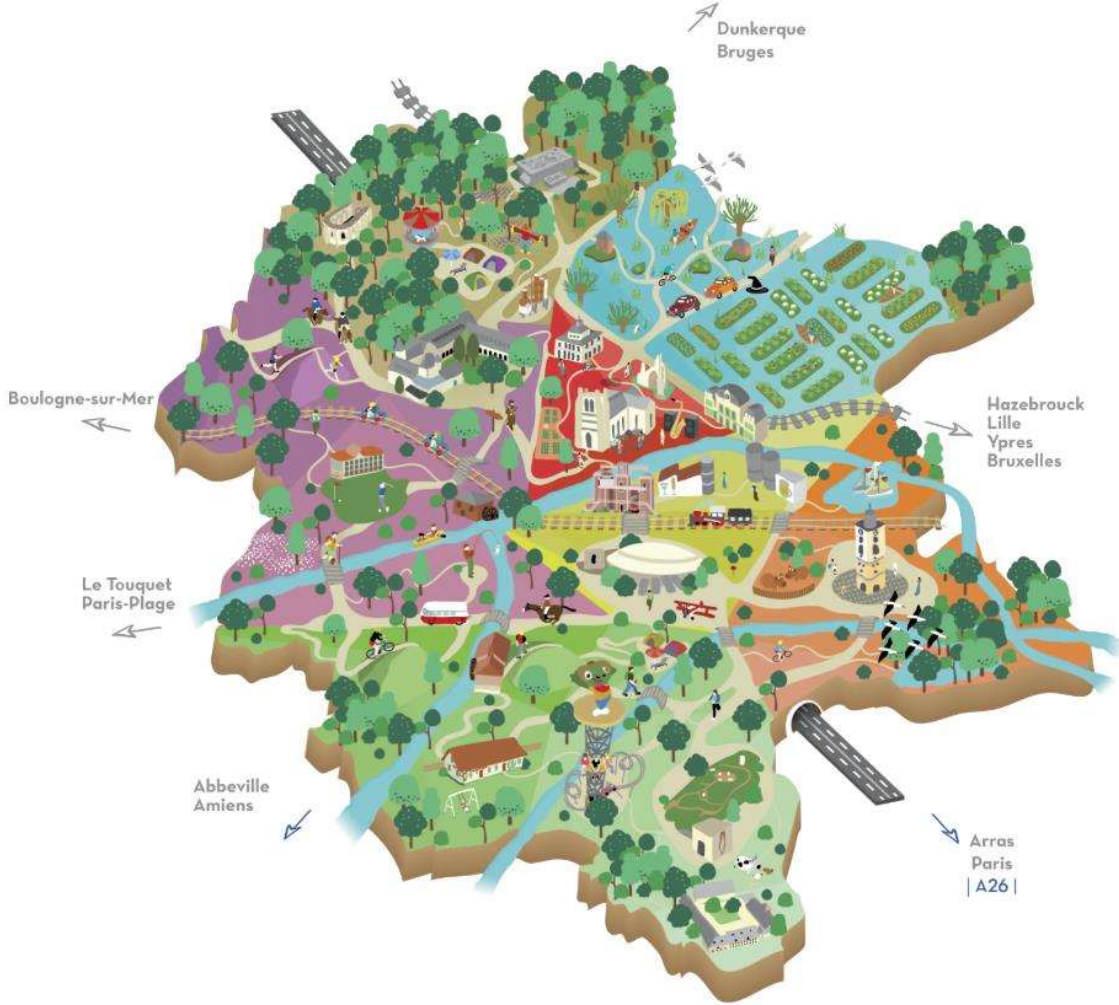 Dunkerque
Bruges
Boulogne-sur-Mer
Hazebrouck
Lille
Ypres
Bruxelles
Le Touquet
Paris-Plage
Abbeville
Amiens
Arras
Paris
| A26 |